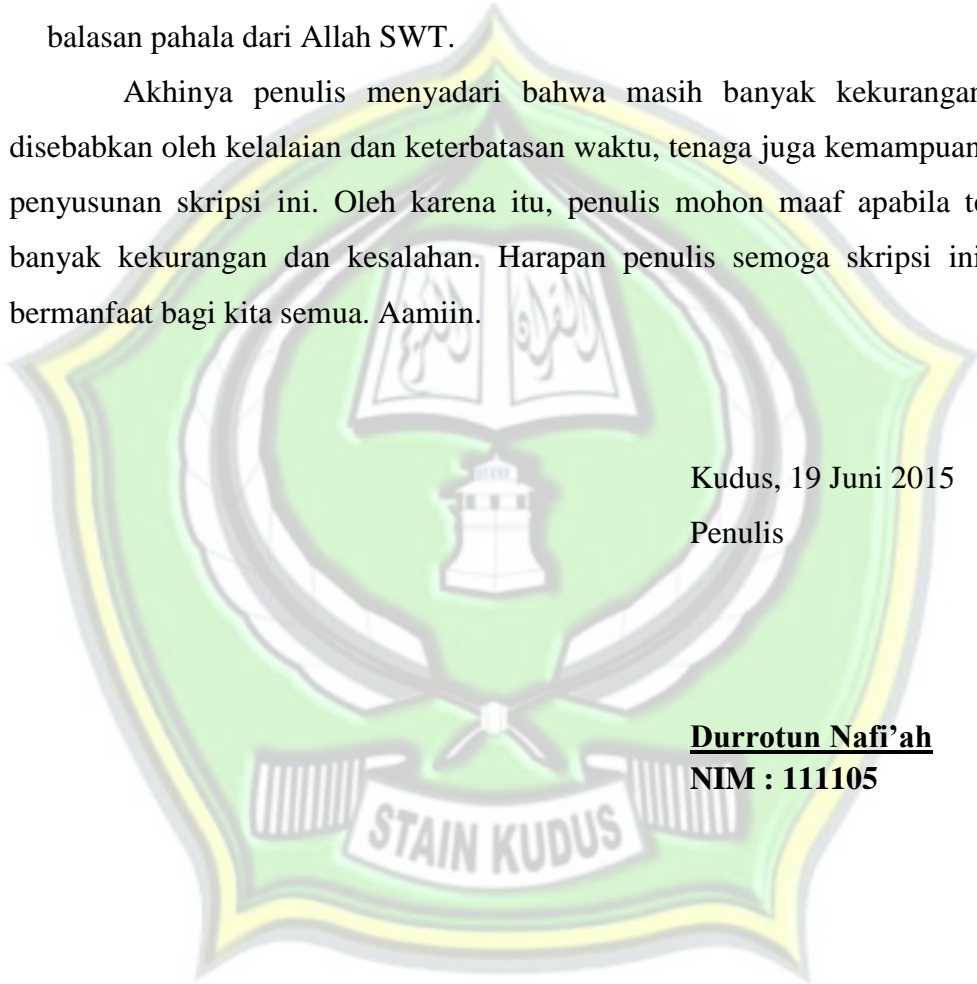 balasan pahala dari Allah SWT.
Akhinya penulis menyadari bahwa masih banyak kekurangan
disebabkan oleh kelalaian dan keterbatasan waktu, tenaga juga kemampuan
penyusunan skripsi ini. Oleh karena itu, penulis mohon maaf apabila
banyak kekurangan dan kesalahan. Harapan penulis semoga skripsi ini
bermanfaat bagi kita semua. Aamiin.
Kudus, 19 Juni 2015
Penulis
Durrotun Nafi’ah
NIM : 111105
STAIN KUDUS